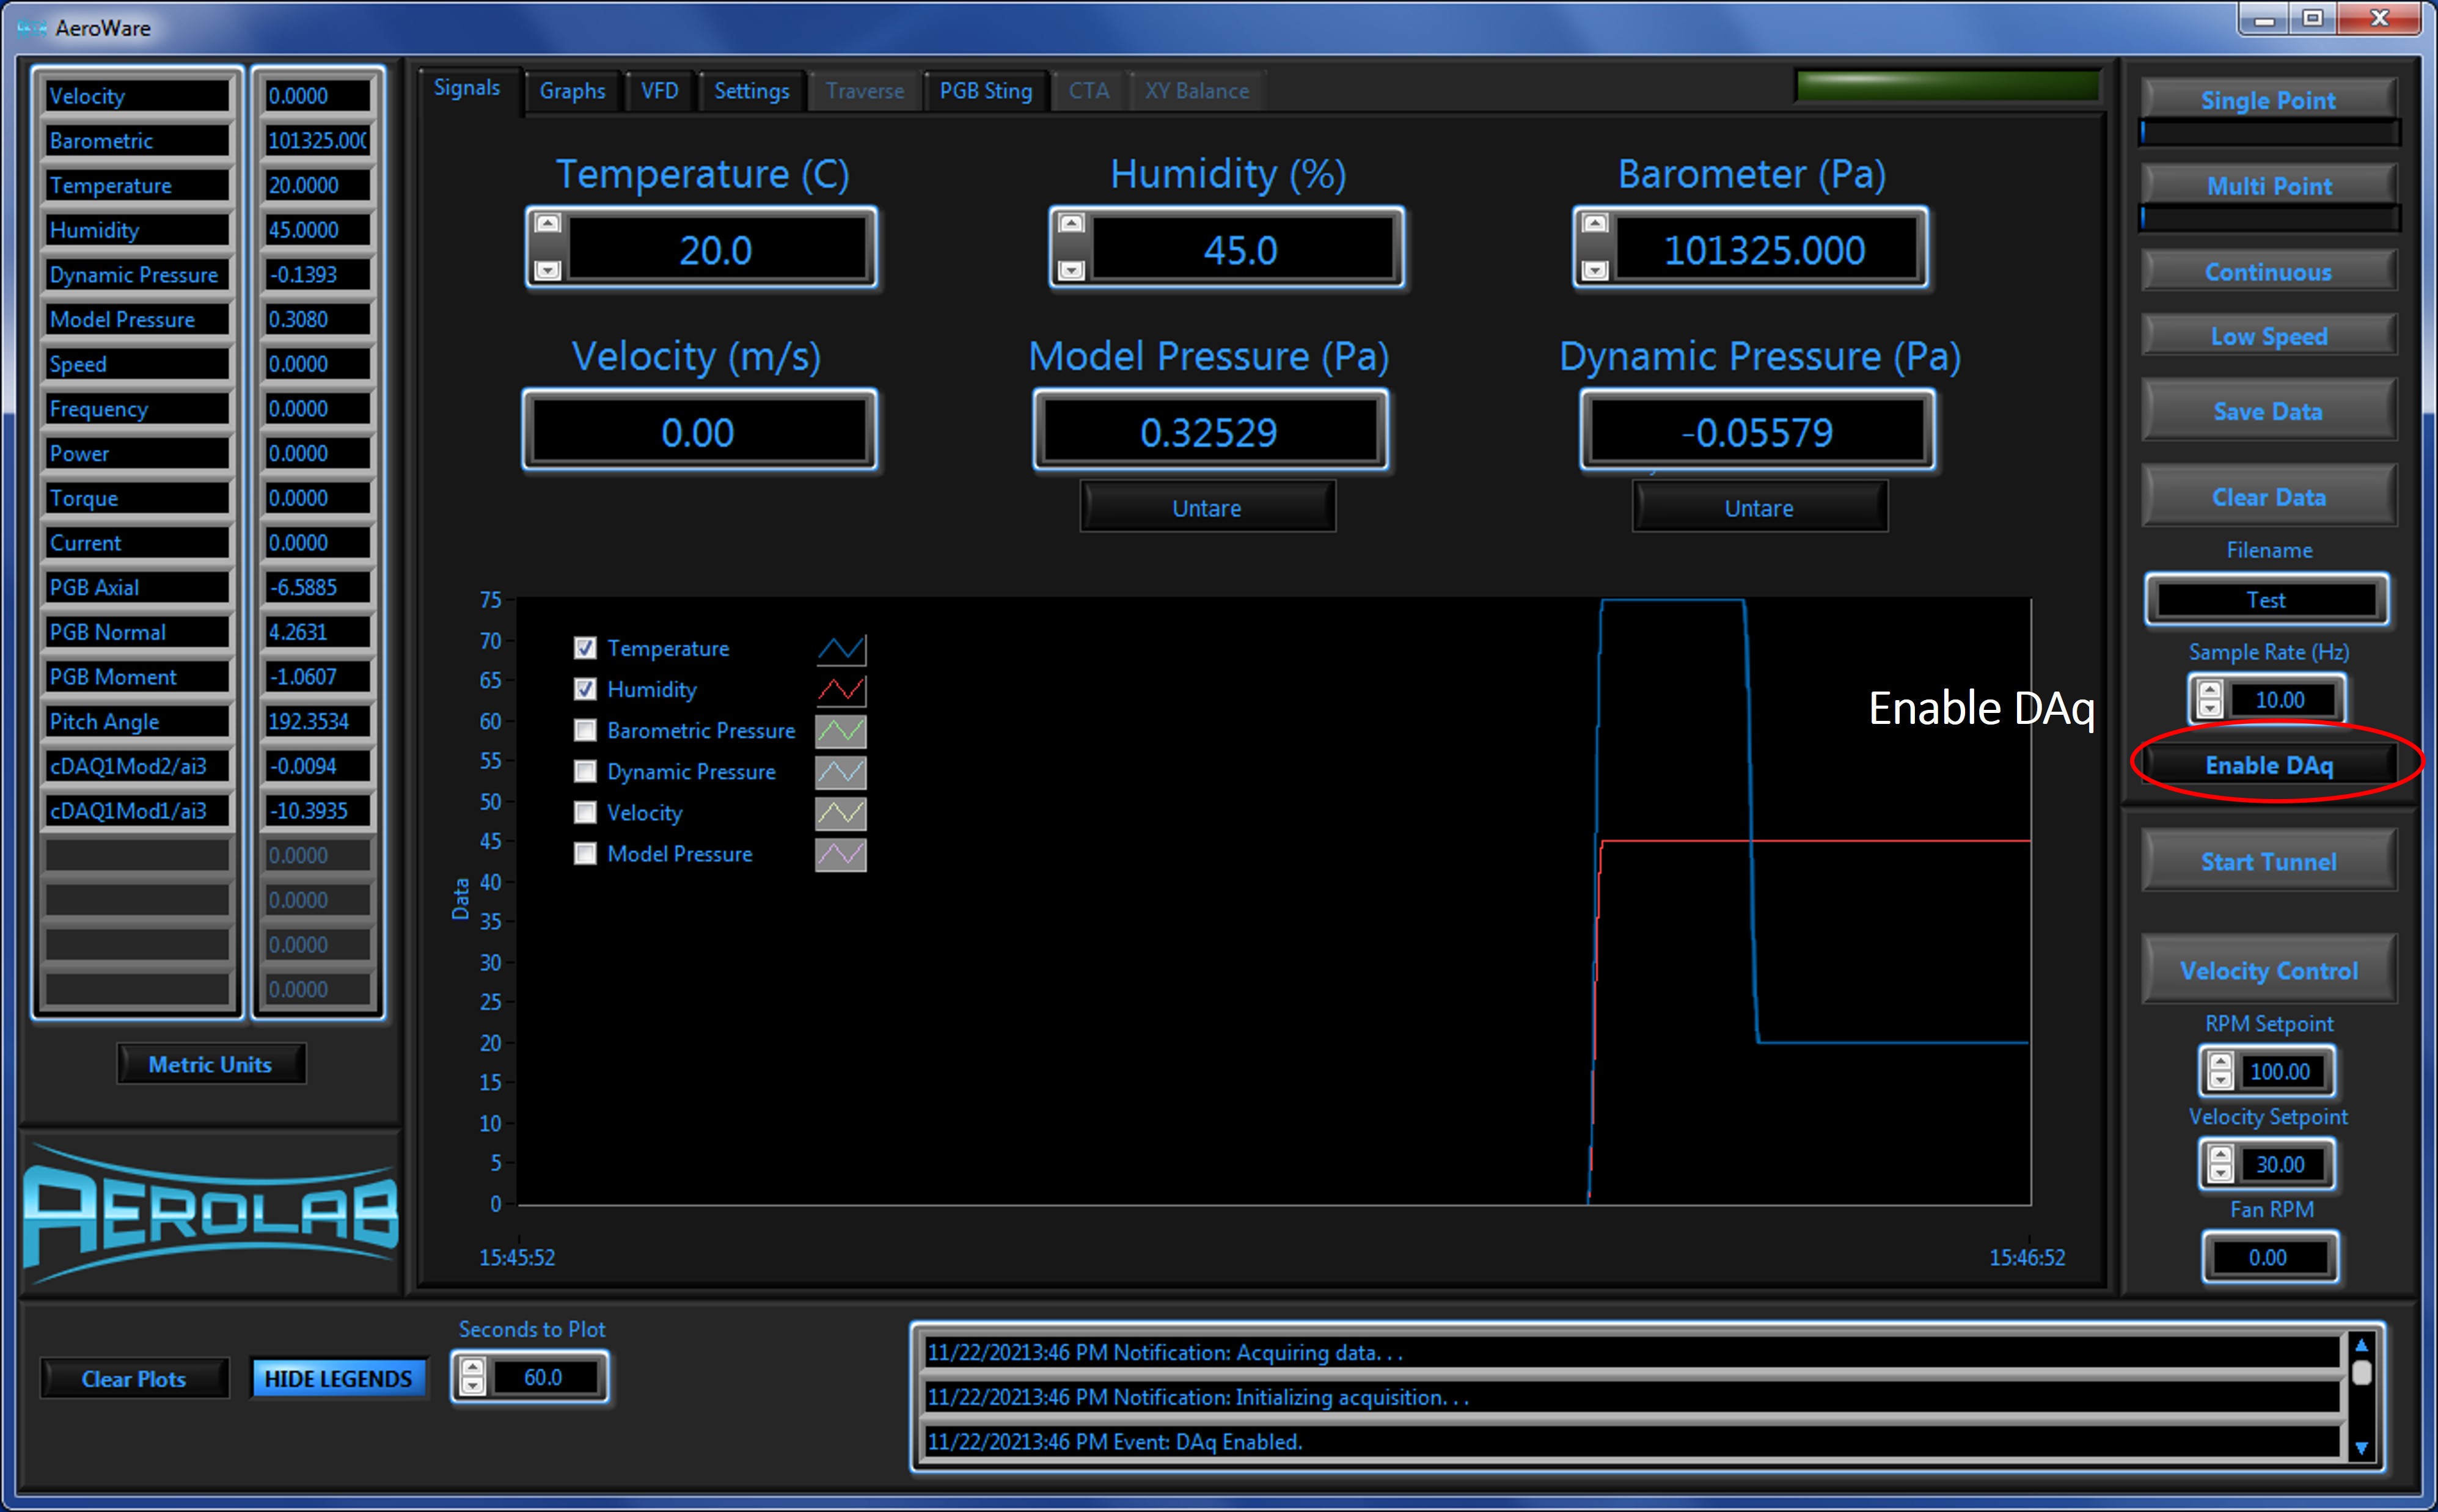 AeroWare
Velocity 0.0000
Barometric 101325.000
Temperature 20.0000
Humidity 45.0000
Dynamic Pressure -0.1393
Model Pressure 0.3080
Speed 0.0000
Frequency 0.0000
Power 0.0000
Torque 0.0000
Current 0.0000
PGB Axial -6.5885
PGB Normal 4.2631
PGB Moment -1.0607
Pitch Angle 192.3534
cDAQ1Mod2/ai3 -0.0094
cDAQ1Mod1/ai3 -10.3935
0.0000
0.0000
0.0000
0.0000
Metric Units
AEROLAB
Signals Graphs VFD Settings Traverse PGB Sting CTA XY Balance
Temperature (C) Humidity (%) Barometer (Pa)
20.0 45.0 101325.000
Velocity (m/s) Model Pressure (Pa) Dynamic Pressure (Pa)
0.00 0.32529 -0.05579
Untare Untare
Temperature
Humidity
Barometric Pressure
Dynamic Pressure
Velocity
Model Pressure
Enable DAq
Data
75
70
65
60
55
50
45
40
35
30
25
20
15
10
5
0
15:45:52 15:46:52
Single Point
Multi Point
Continuous
Low Speed
Save Data
Clear Data
Filename
Test
Sample Rate (Hz)
10.00
Enable DAq
Start Tunnel
Velocity Control
RPM Setpoint
100.00
Velocity Setpoint
30.00
Fan RPM
0.00
Clear Plots HIDE LEGENDS
Seconds to Plot
60.0
11/22/20213:46 PM Notification: Acquiring data. . .
11/22/20213:46 PM Notification: Initializing acquisition. . .
11/22/20213:46 PM Event: DAq Enabled.